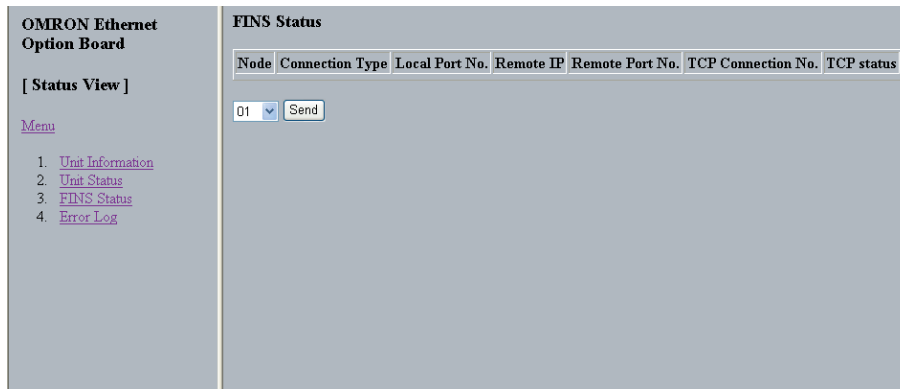 OMRON Ethernet
Option Board
[ Status View ]
Menu
1. Unit Information
2. Unit Status
3. FINS Status
4. Error Log
FINS Status
Node Connection Type Local Port No. Remote IP Remote Port No. TCP Connection No. TCP status
01 Send